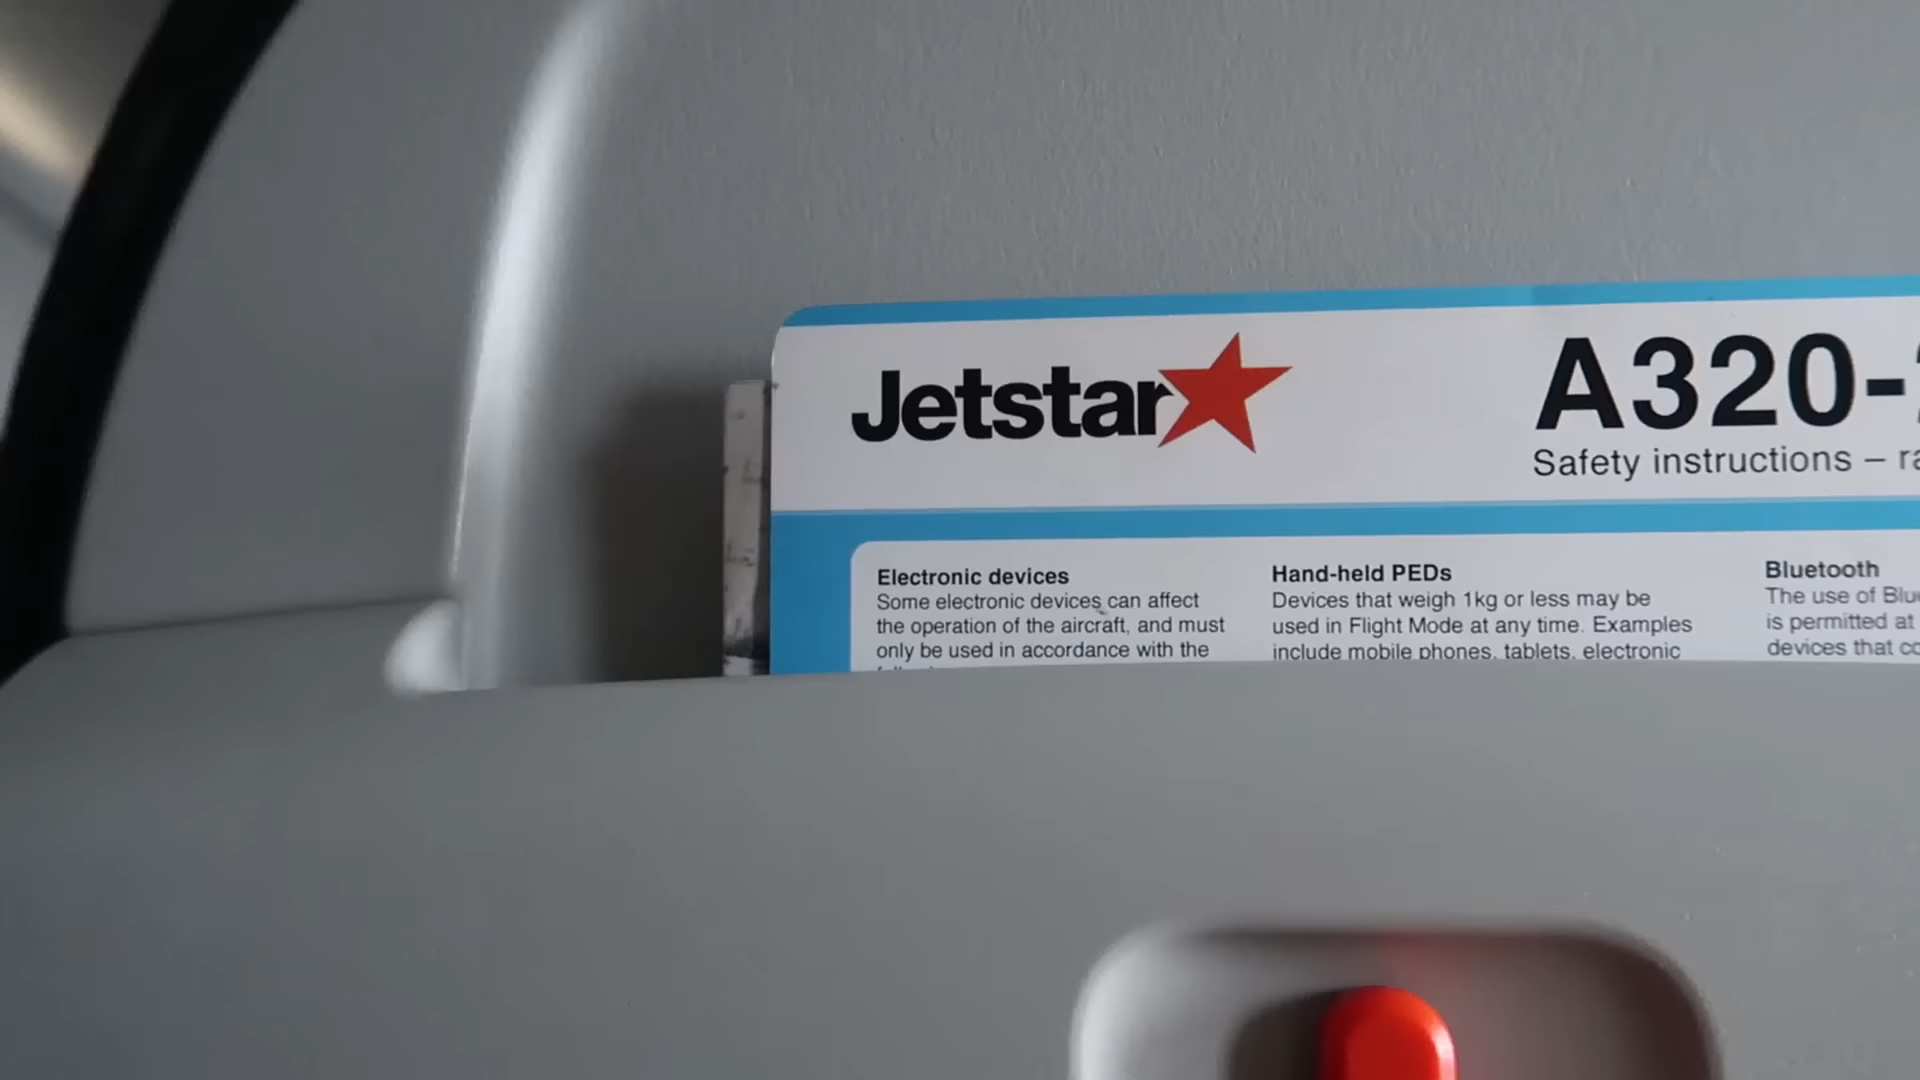 Jetstar
A320-
Safety instructions –
Electronic devices
Some electronic devices can affect
the operation of the aircraft, and must
only be used in accordance with the
Hand-held PEDs
Devices that weigh 1kg or less may be
used in Flight Mode at any time. Examples
include mobile phones, tablets, electronic
Bluetooth
The use of
is permitted at
devices that